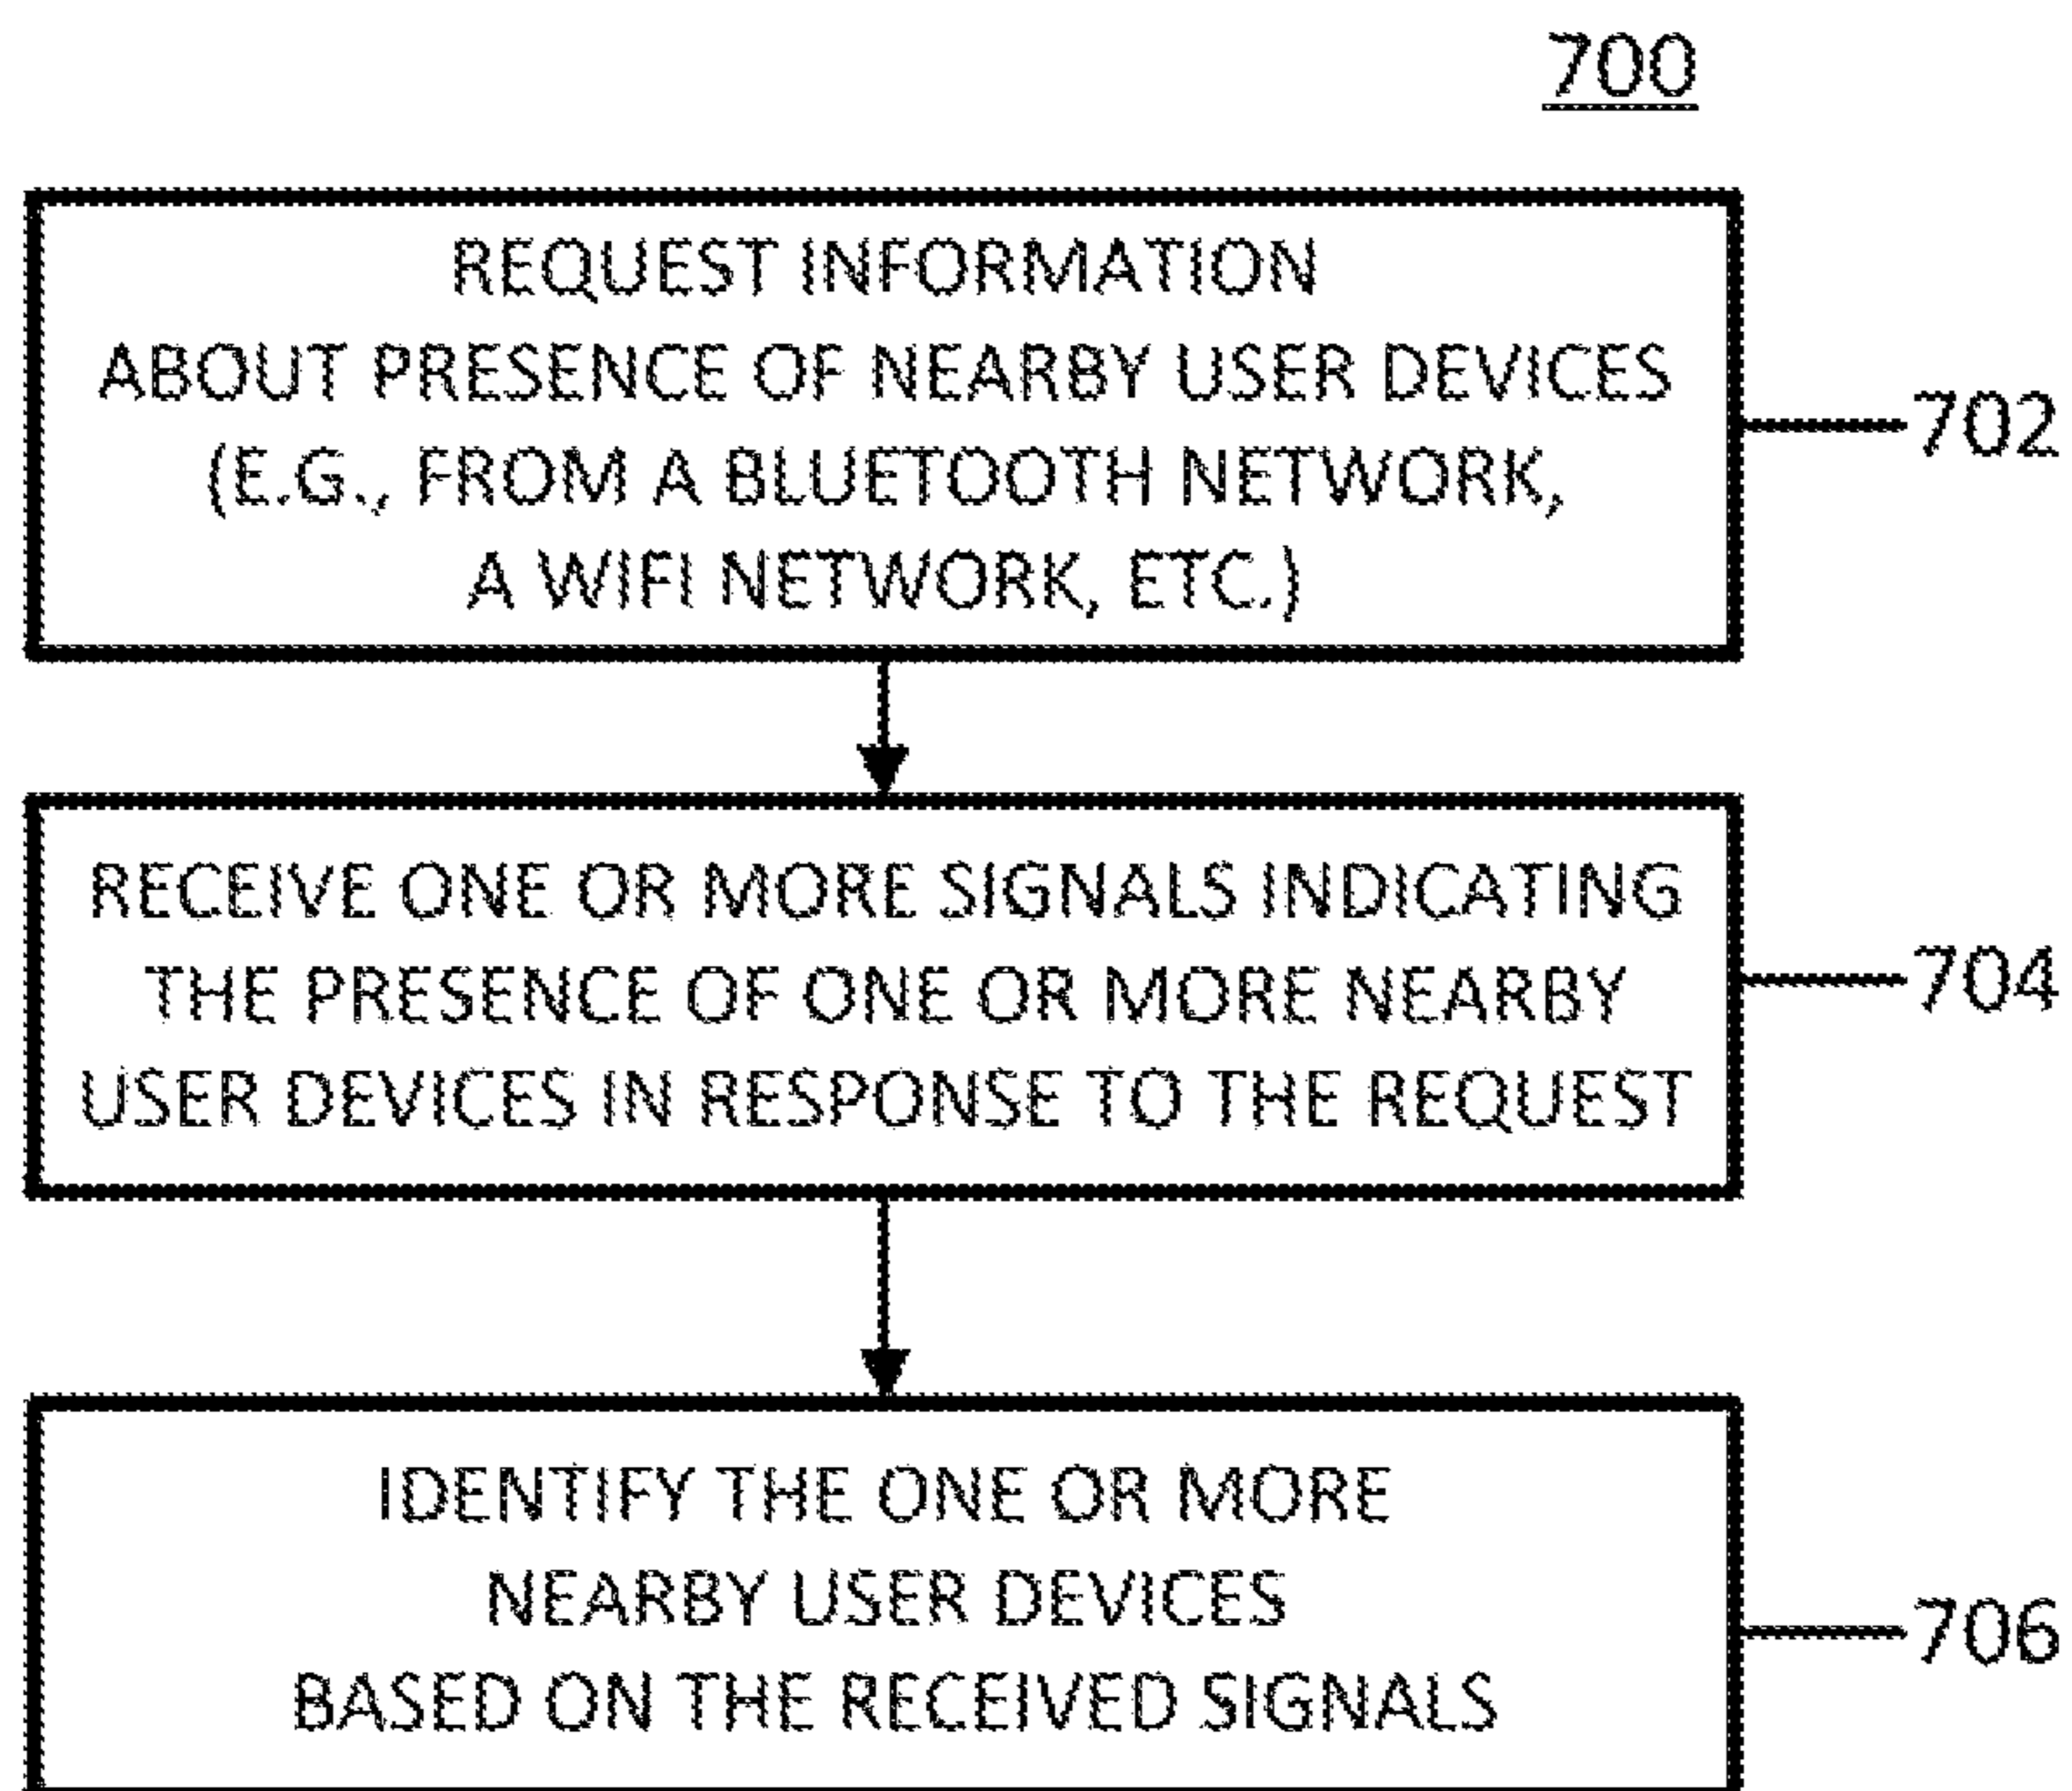 700
REQUEST INFORMATION
ABOUT PRESENCE OF NEARBY USER DEVICES
(E.G., FROM A BLUETOOTH NETWORK,
A WIFI NETWORK, ETC.)
702
RECEIVE ONE OR MORE SIGNALS INDICATING
THE PRESENCE OF ONE OR MORE NEARBY
USER DEVICES IN RESPONSE TO THE REQUEST
704
IDENTIFY THE ONE OR MORE
NEARBY USER DEVICES
BASED ON THE RECEIVED SIGNALS
706